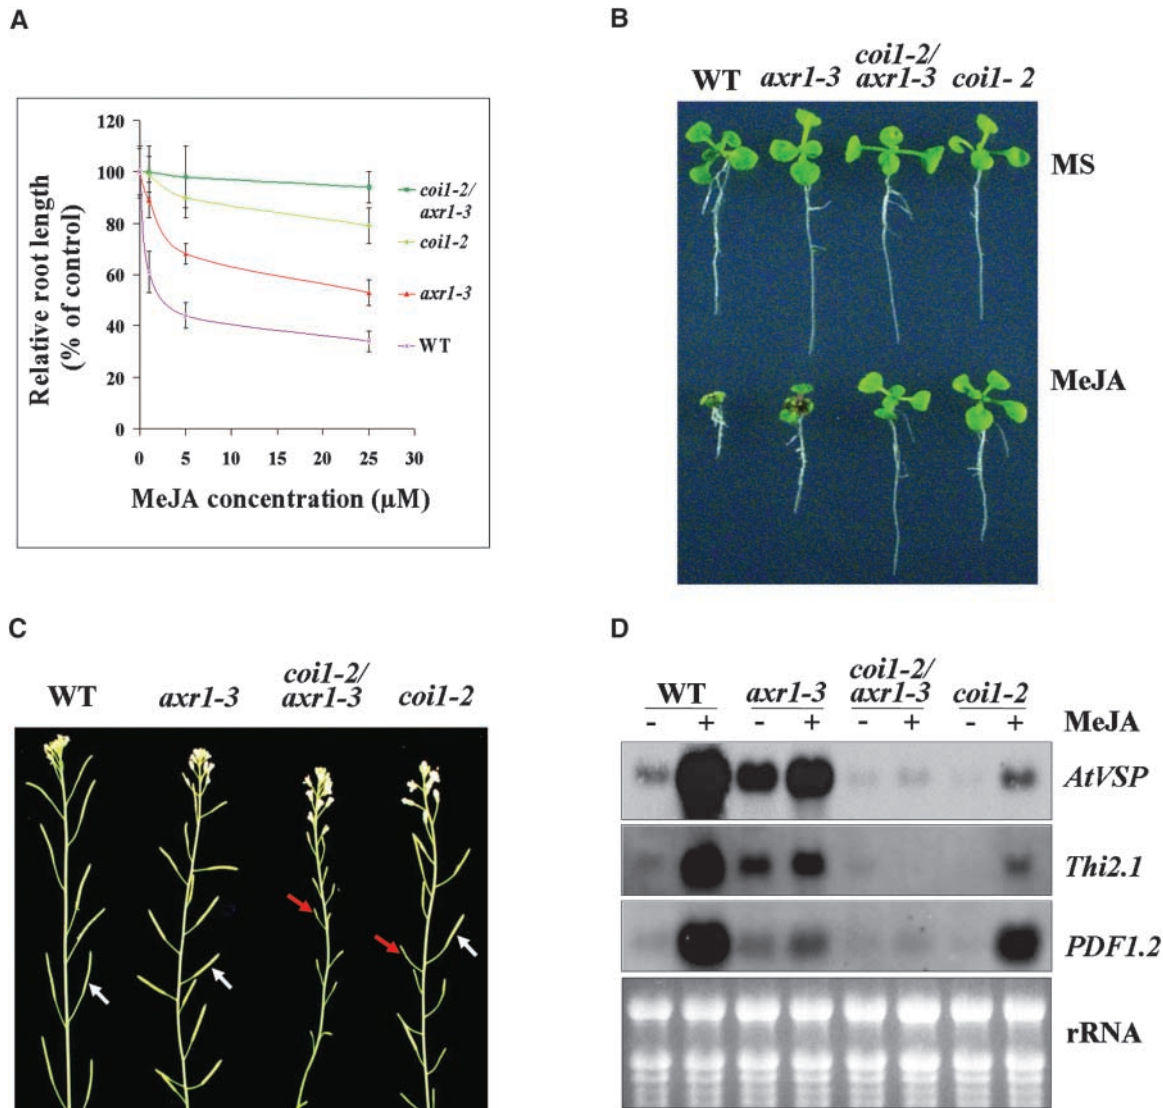 A
120
100
80
60
40
20
0
0 5 10 15 20 25 30
Relative root length
(% of control)
MeJA concentration (µM)
coi1-2/
axr1-3
coi1-2
axr1-3
WT
B
WT axr1-3 coi1-2/
axr1-3 coi1- 2
MS
MeJA
C
WT axr1-3 coi1-2/
axr1-3 coi1-2
D
WT axr1-3 coi1-2/
axr1-3 coi1-2
- + - + - + - + MeJA
AtVSP
Thi2.1
PDF1.2
rRNA